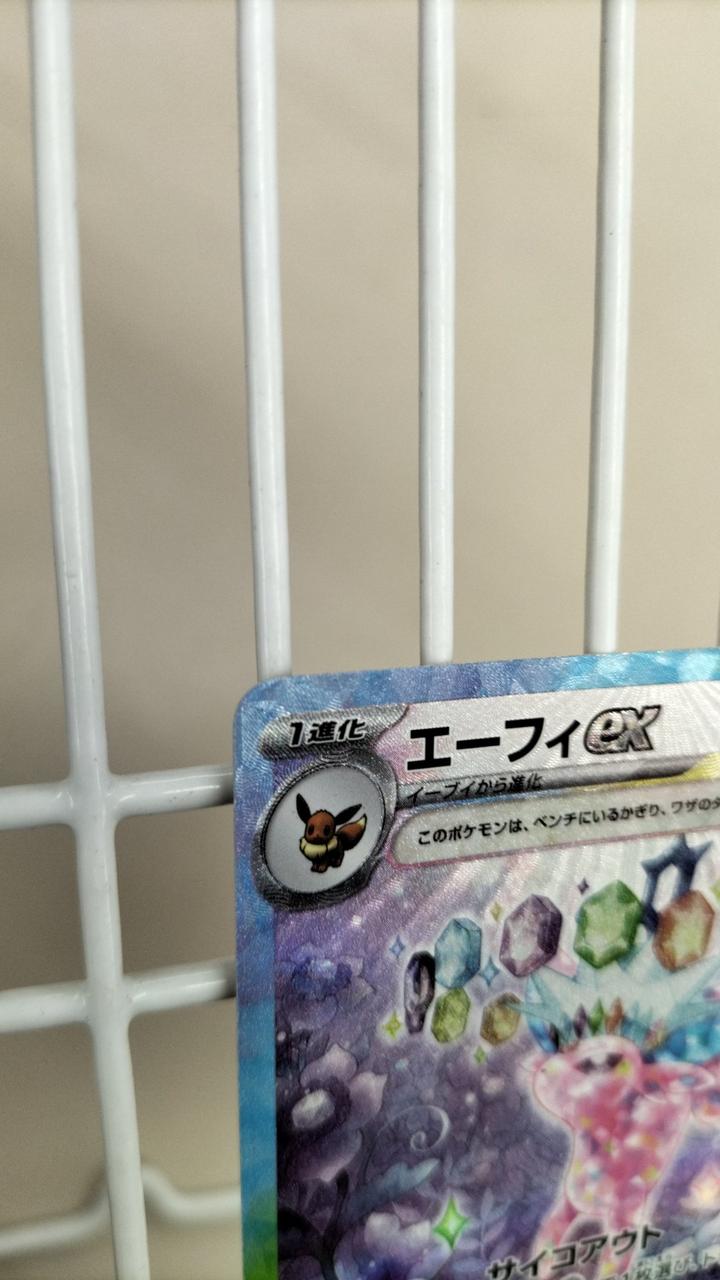 1進化
エーフィex
イーブイから進化
このポケモンは、ベンチにいるかぎり、ワザの
サイコアウト